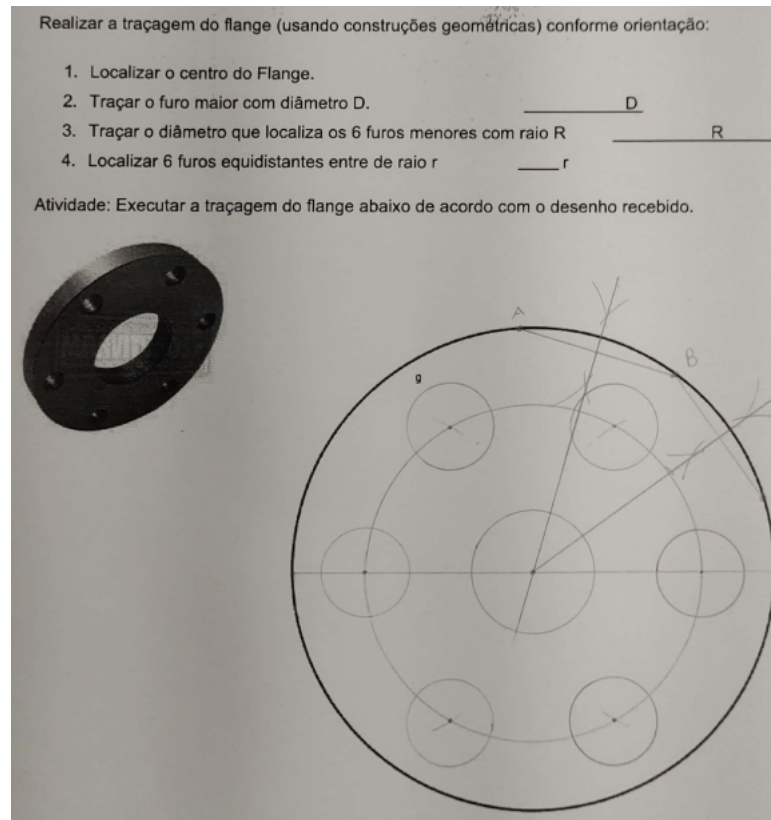 Realizar a traçagem do flange (usando construções geométricas) conforme orientação:
1. Localizar o centro do Flange.
2. Traçar o furo maior com diâmetro D. D
3. Traçar o diâmetro que localiza os 6 furos menores com raio R R
4. Localizar 6 furos equidistantes entre de raio r r
Atividade: Executar a traçagem do flange abaixo de acordo com o desenho recebido.
A
B
g